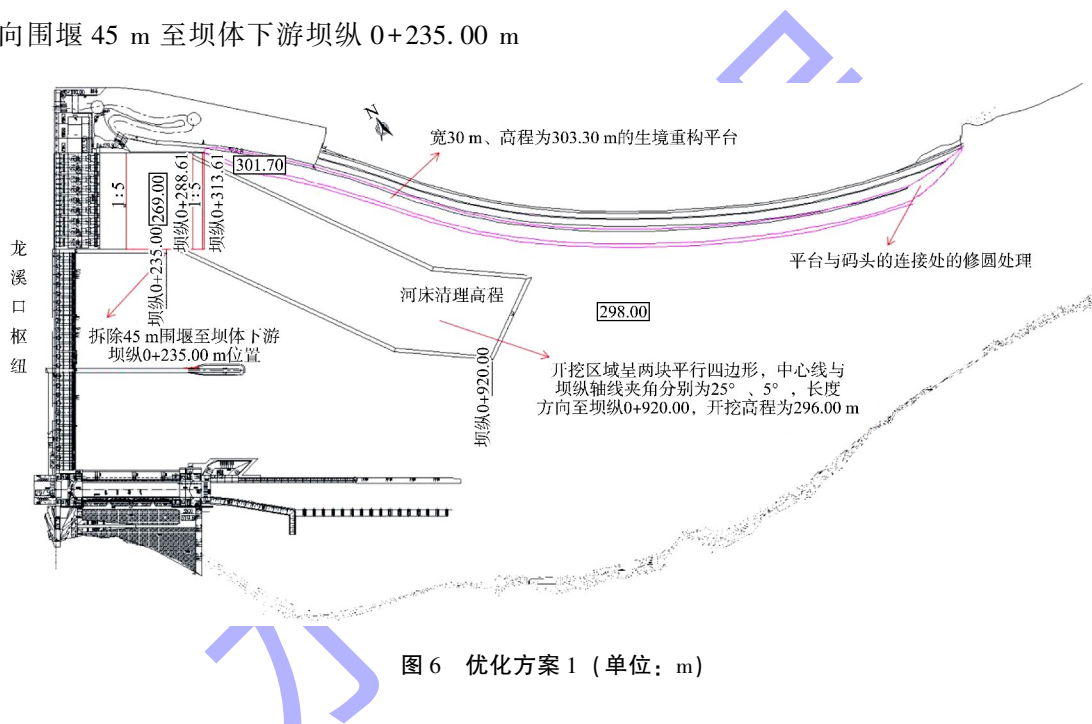 向围堰 45 m 至坝体下游坝纵 0+235.00 m
N
宽30 m、高程为303.30 m的生境重构平台
301.70
1:5
269.00
坝纵0+235.00
坝纵0+288.61
1:5
坝纵0+313.61
龙溪口枢纽
平台与码头的连接处的修圆处理
河床清理高程
298.00
拆除45 m围堰至坝体下游
坝纵0+235.00 m位置
开挖区域呈两块平行四边形，中心线与
坝纵轴线夹角分别为25°、5°，长度
方向至坝纵0+920.00，开挖高程为296.00 m
坝纵0+920.00
图 6 优化方案 1（单位：m）